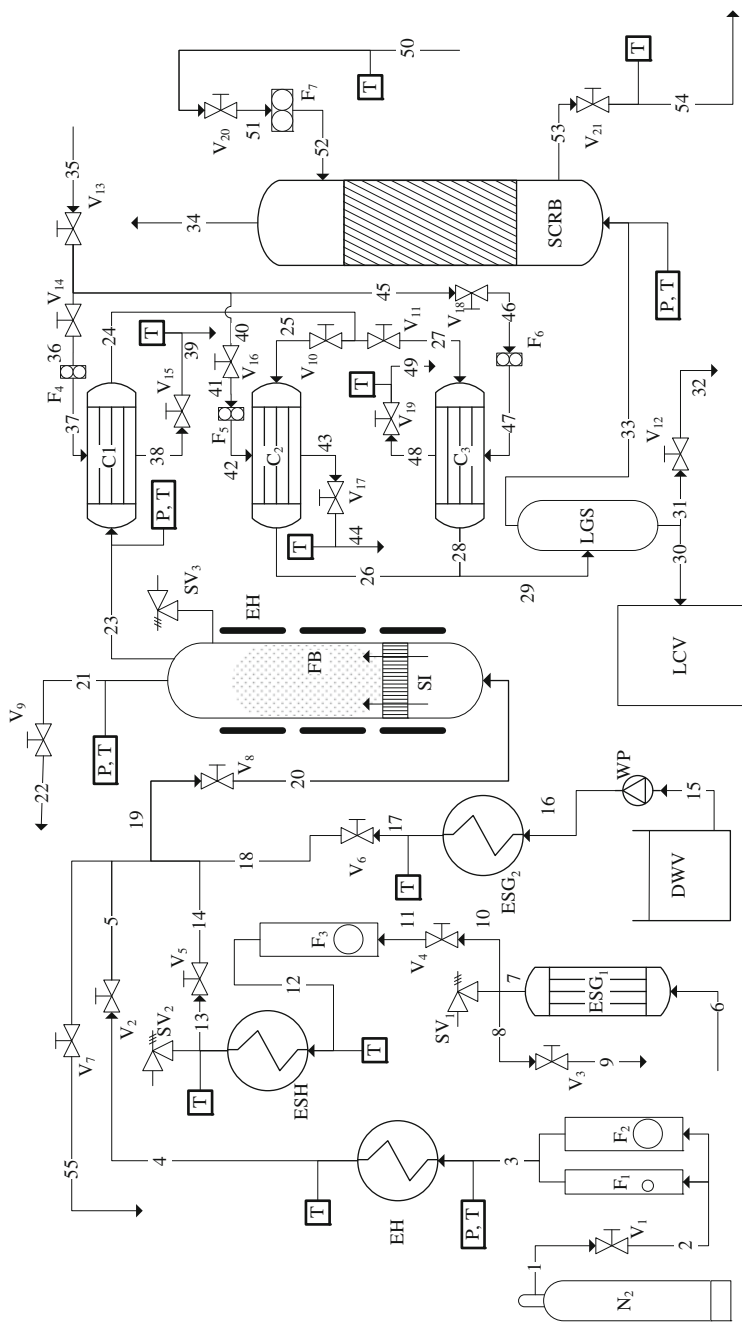 N2
1
V1
2
F1
F2
3
P, T
EH
T
4
55
V7
V2
5
6
ESG1
7
SV1
8
V3
9
10
V4
11
F3
12
T
ESH
T
13
SV2
V5
14
DWV
15
WP
16
ESG2
17
T
V6
18
19
V8
20
FB
SI
EH
SV3
P, T
21
V9
22
23
P, T
C1
24
25
V10
V11
27
C2
26
C3
28
29
LGS
30
LCV
31
V12
32
33
P, T
SCRB
34
35
V13
V14
36
F4
37
38
V15
39
T
40
V16
41
F5
42
43
V17
44
T
45
V18
46
F6
47
48
V19
49
T
50
T
V20
51
F7
52
53
V21
T
54